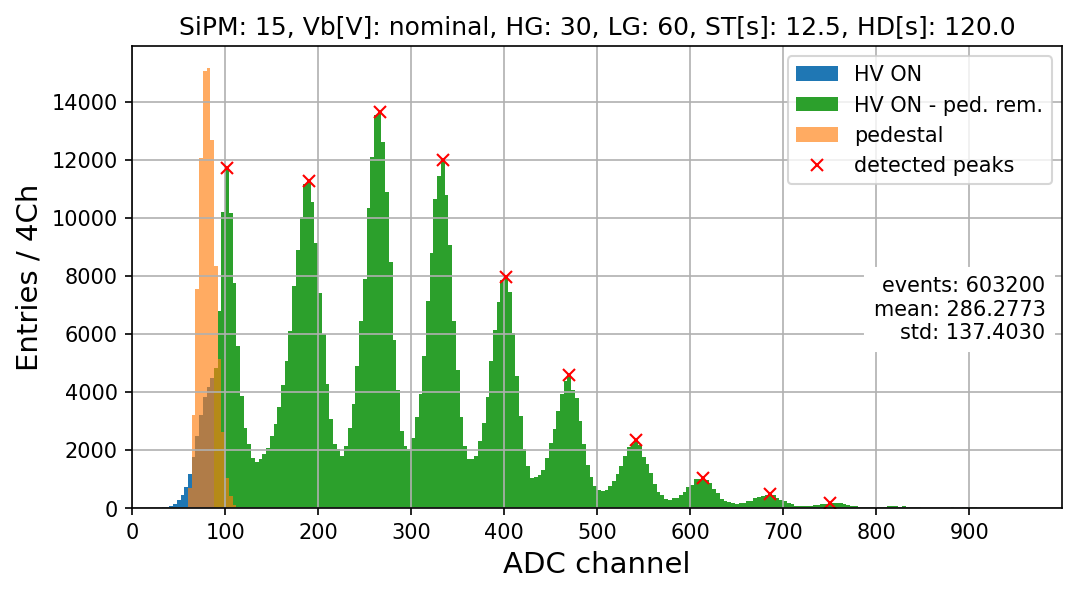 SiPM: 15, Vb[V]: nominal, HG: 30, LG: 60, ST[s]: 12.5, HD[s]: 120.0
HV ON
HV ON - ped. rem.
pedestal
detected peaks
events: 603200
mean: 286.2773
std: 137.4030
Entries / 4Ch
14000
12000
10000
8000
6000
4000
2000
0
0 100 200 300 400 500 600 700 800 900
ADC channel